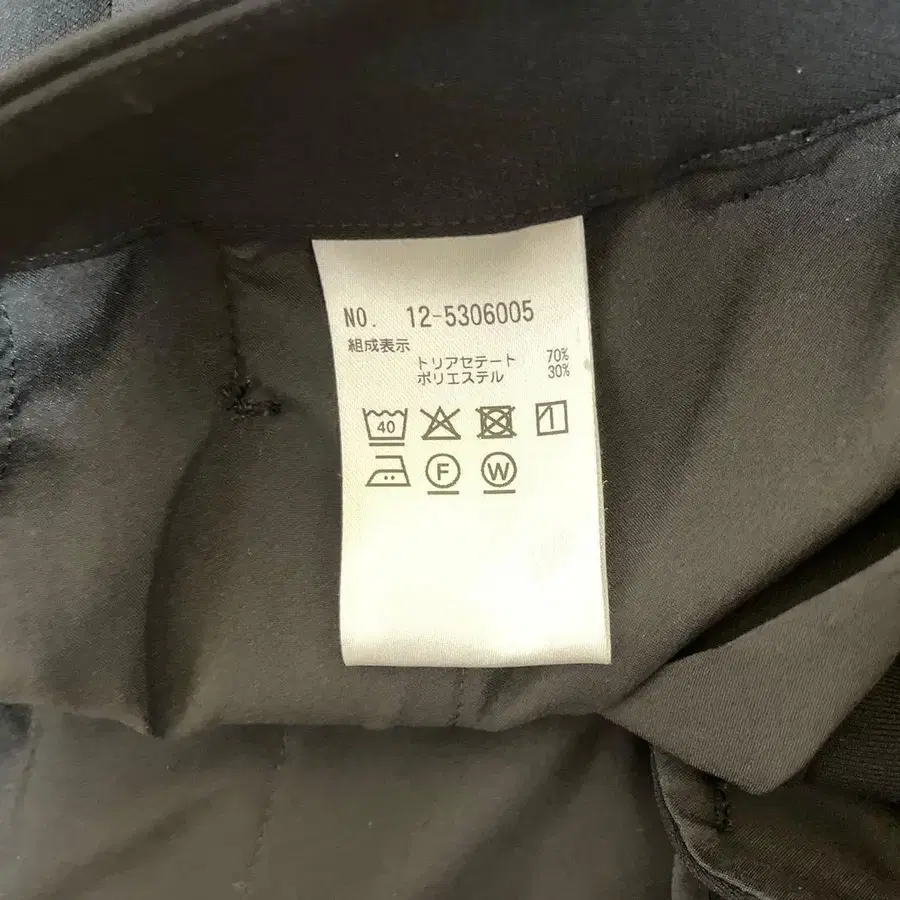 NO. 12-5306005
組成表示
トリアセテート 70%
ポリエステル 30%
40
F W